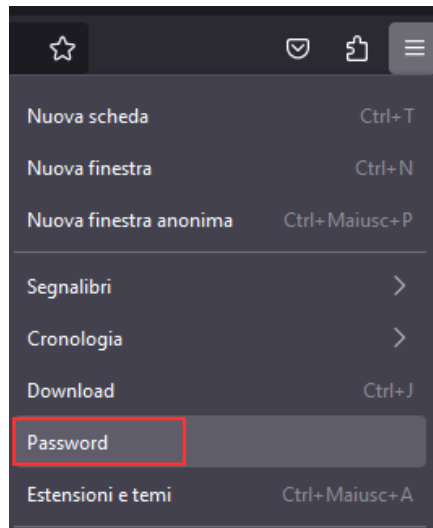 Nuova scheda Ctrl+T
Nuova finestra Ctrl+N
Nuova finestra anonima Ctrl+Maiusc+P
Segnalibri
Cronologia
Download Ctrl+J
Password
Estensioni e temi Ctrl+Maiusc+A